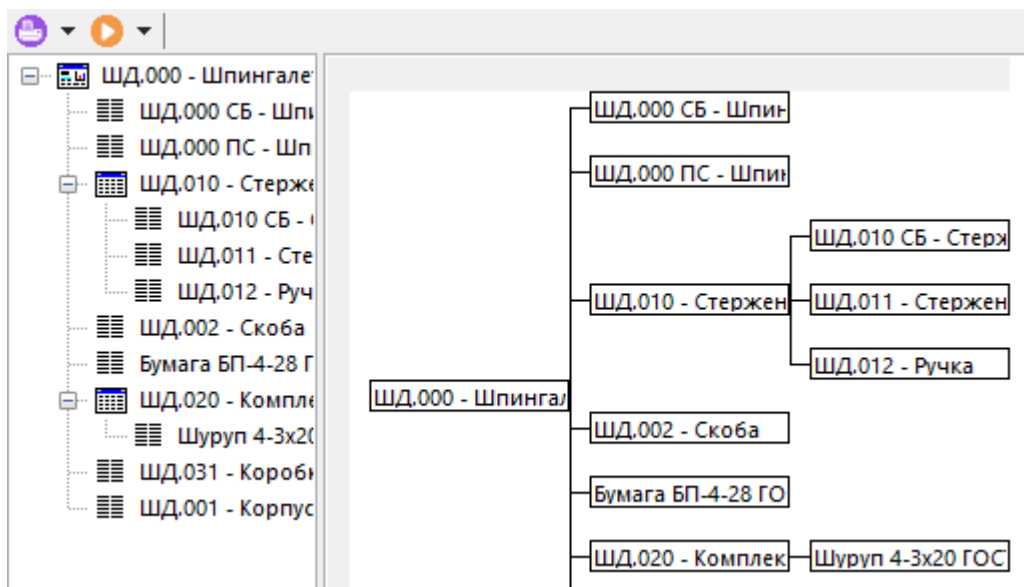 ШД.000 - Шпингале
ШД.000 СБ - Шпи
ШД.000 ПС - Шп
ШД.010 - Стерже
ШД.010 СБ -
ШД.011 - Сте
ШД.012 - Руч
ШД.002 - Скоба
Бумага БП-4-28 Г
ШД.020 - Компле
Шуруп 4-3х20
ШД.031 - Коробк
ШД.001 - Корпус
ШД.000 СБ - Шпин
ШД.000 ПС - Шпин
ШД.010 СБ - Стерж
ШД.010 - Стержен
ШД.011 - Стержен
ШД.012 - Ручка
ШД.000 - Шпингал
ШД.002 - Скоба
Бумага БП-4-28 ГО
ШД.020 - Комплек
Шуруп 4-3х20 ГОС